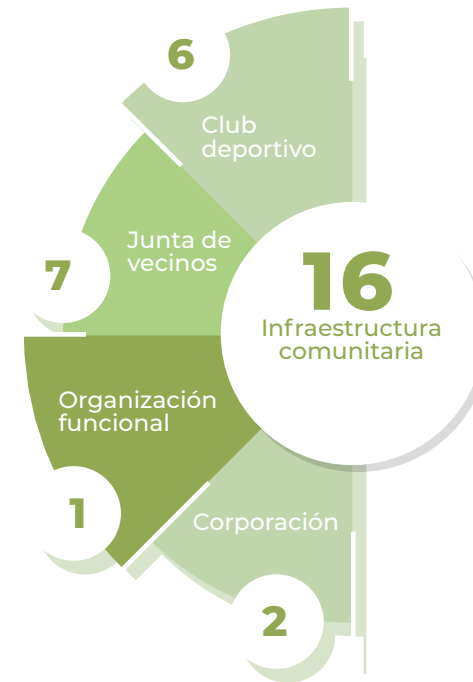 6
Club
deportivo
7
Junta de
vecinos
16
Infraestructura
comunitaria
Organización
funcional
1
Corporación
2